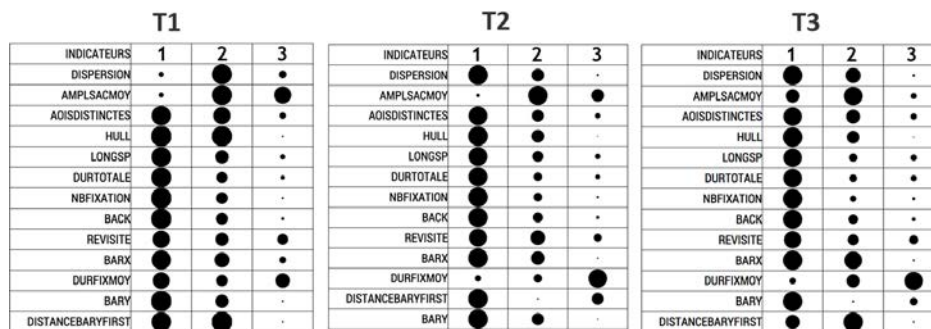 T1 T2 T3
INDICATEURS 1 2 3 INDICATEURS 1 2 3 INDICATEURS 1 2 3
DISPERSION DISPERSION DISPERSION
AMPLSACMOY AMPLSACMOY AMPLSACMOY
AOISDISTINCTES AOISDISTINCTES AOISDISTINCTES
HULL HULL HULL
LONGSP LONGSP LONGSP
DURTOTALE DURTOTALE DURTOTALE
NBFIXATION NBFIXATION NBFIXATION
BACK BACK BACK
REVISITE REVISITE REVISITE
BARX BARX BARX
DURFIXMOY DURFIXMOY DURFIXMOY
BARY DISTANCEBARYFIRST BARY
DISTANCEBARYFIRST BARY DISTANCEBARYFIRST